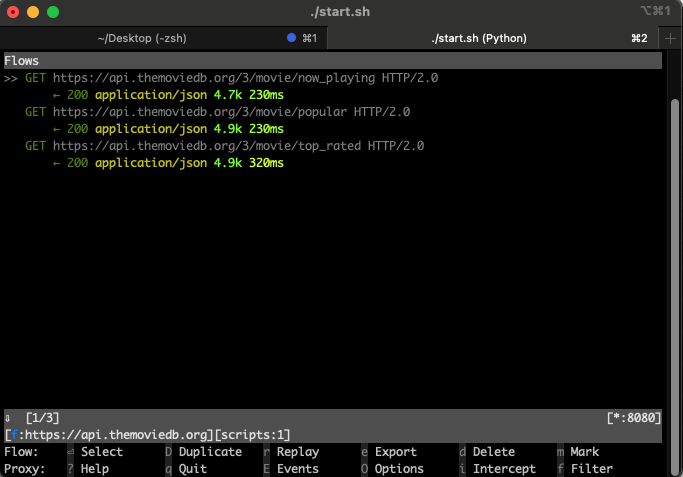 ./start.sh
⌥⌘1
~/Desktop (-zsh)
⌘1
./start.sh (Python)
⌘2
+
Flows
>> GET https://api.themoviedb.org/3/movie/now_playing HTTP/2.0
← 200 application/json 4.7k 230ms
GET https://api.themoviedb.org/3/movie/popular HTTP/2.0
← 200 application/json 4.9k 230ms
GET https://api.themoviedb.org/3/movie/top_rated HTTP/2.0
← 200 application/json 4.9k 320ms
⇩ [1/3] [*:8080]
[f:https://api.themoviedb.org][scripts:1]
Flow: ⏎ Select D Duplicate r Replay e Export d Delete m Mark
Proxy: ? Help q Quit E Events O Options i Intercept f Filter